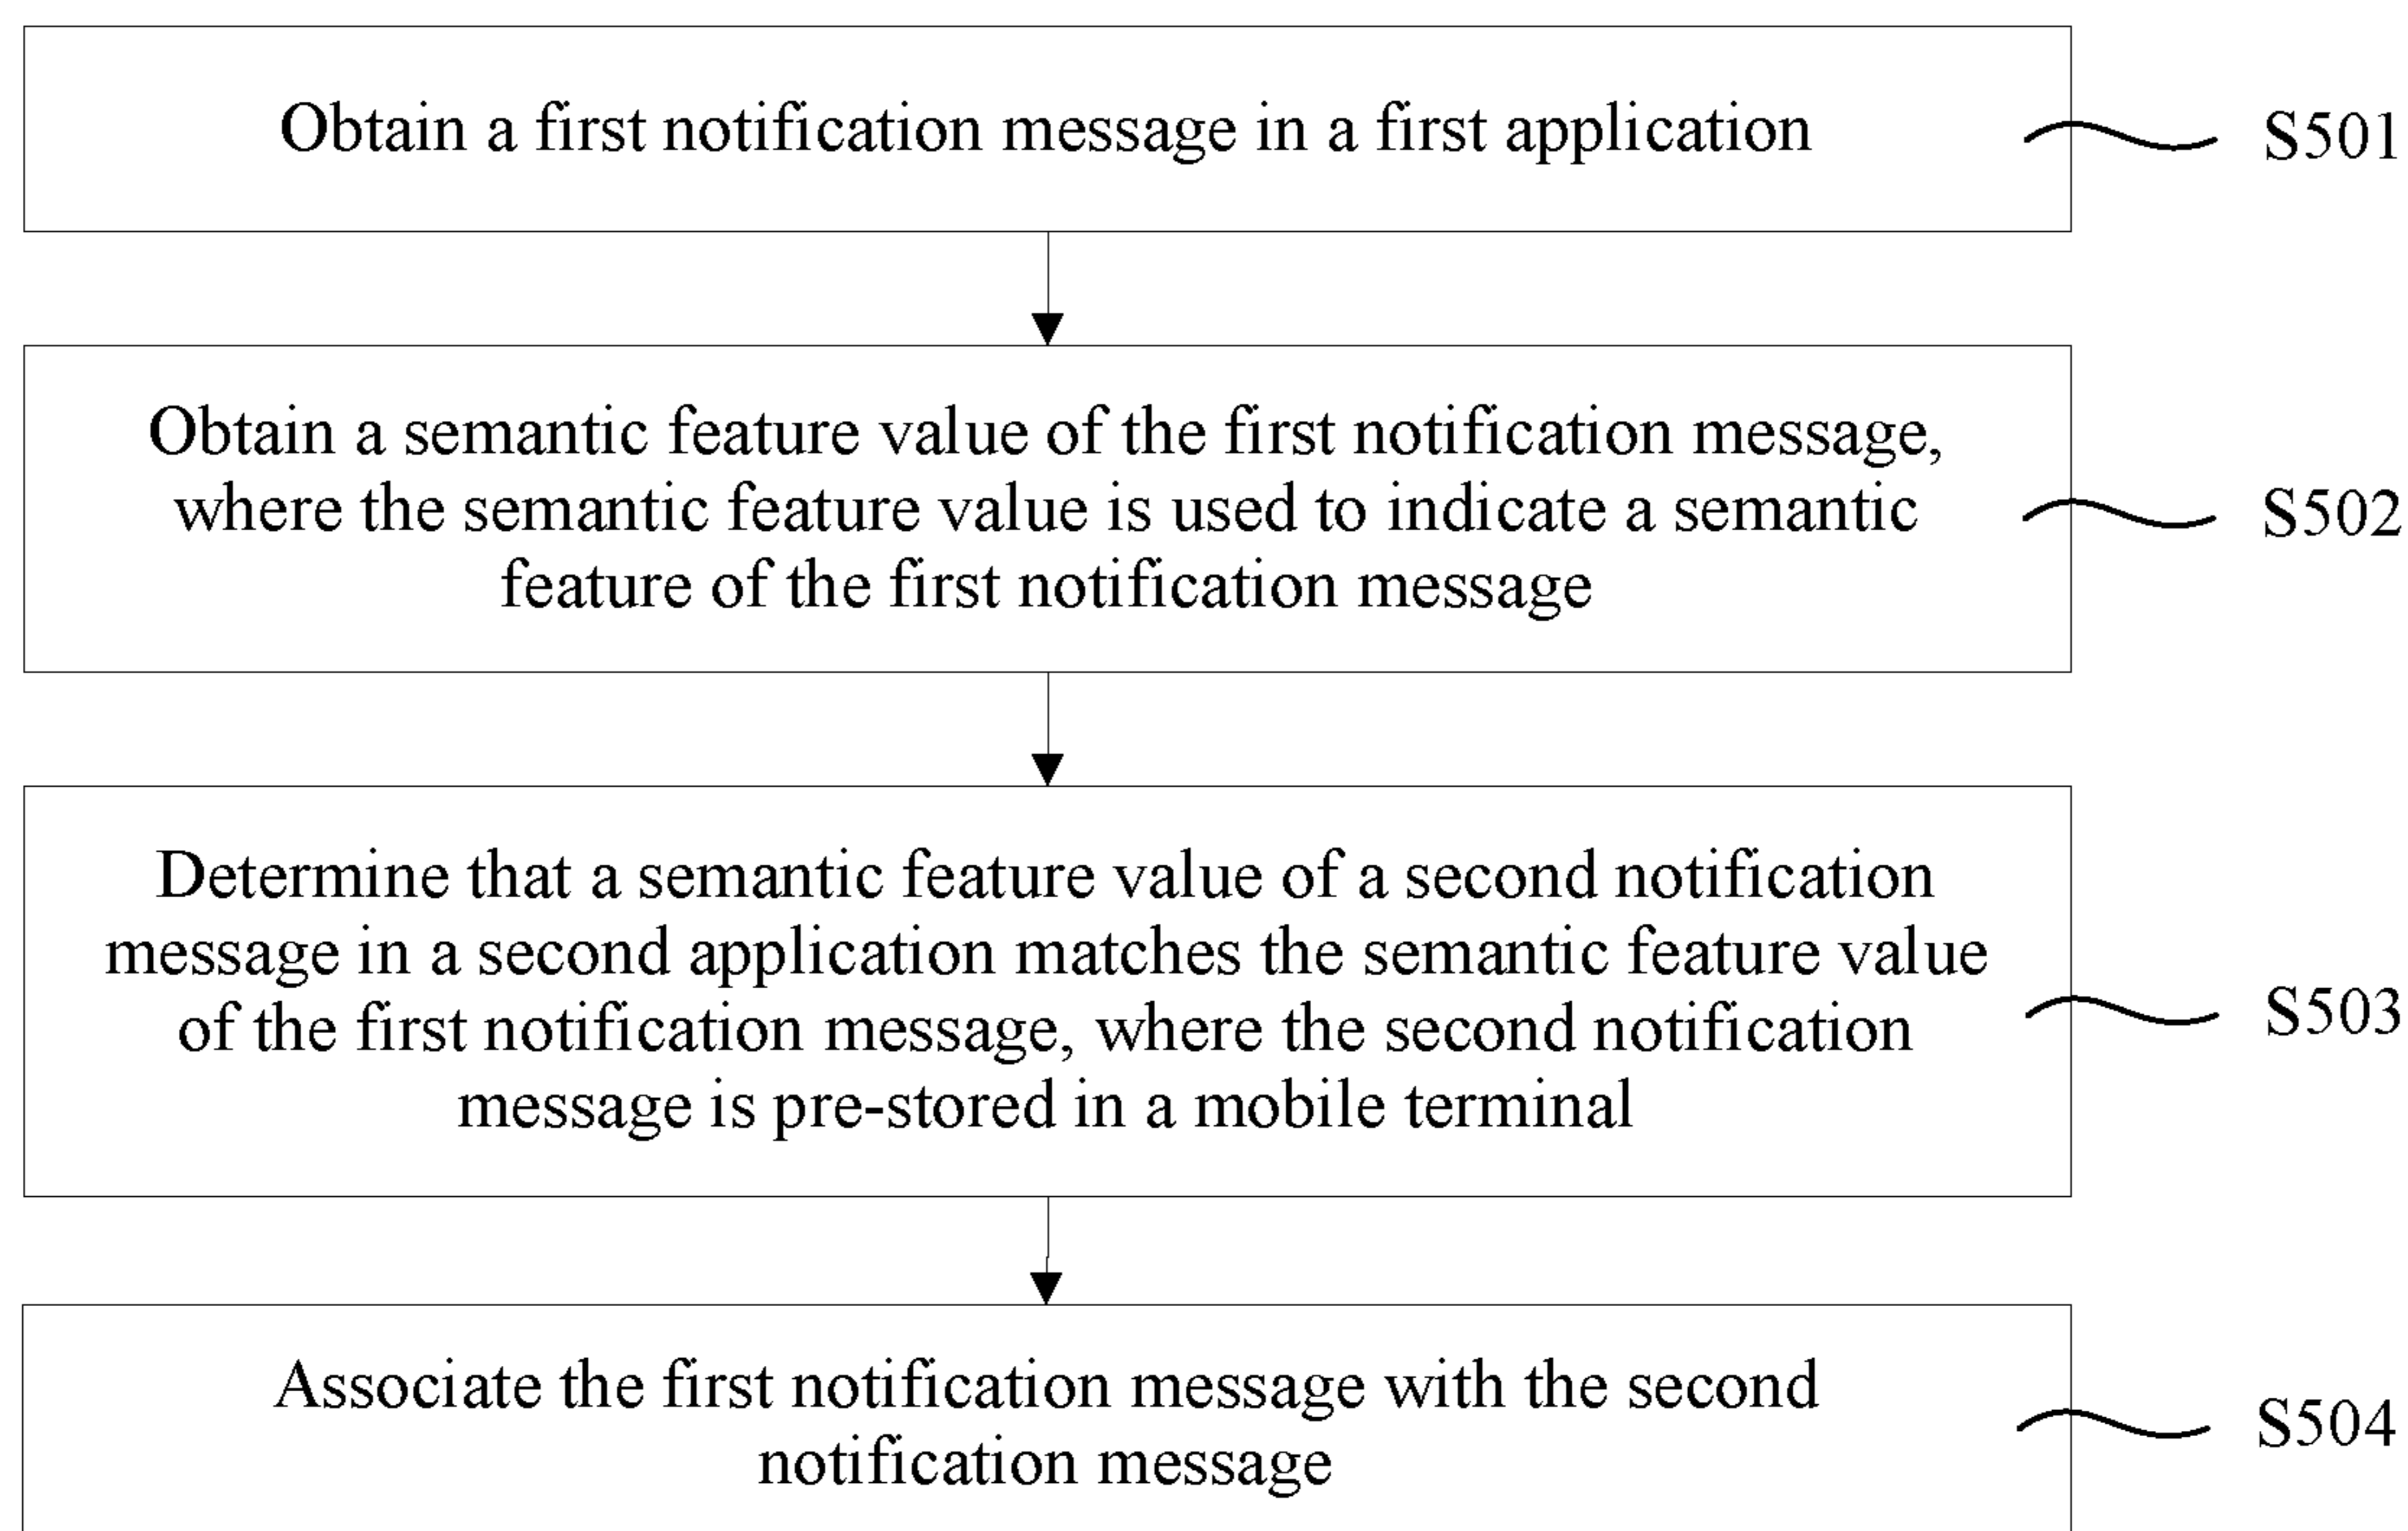 Obtain a first notification message in a first application
S501
Obtain a semantic feature value of the first notification message,
where the semantic feature value is used to indicate a semantic
feature of the first notification message
S502
Determine that a semantic feature value of a second notification
message in a second application matches the semantic feature value
of the first notification message, where the second notification
message is pre-stored in a mobile terminal
S503
Associate the first notification message with the second
notification message
S504